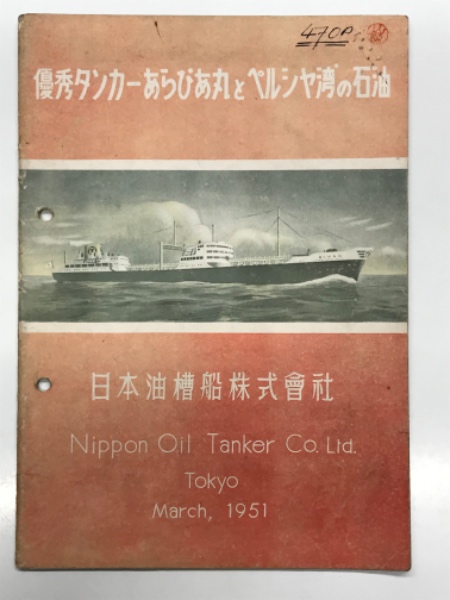 470P
優秀タンカーあらびあ丸とペルシヤ湾の石油
日本油槽船株式會社
Nippon Oil Tanker Co. Ltd.
Tokyo
March, 1951